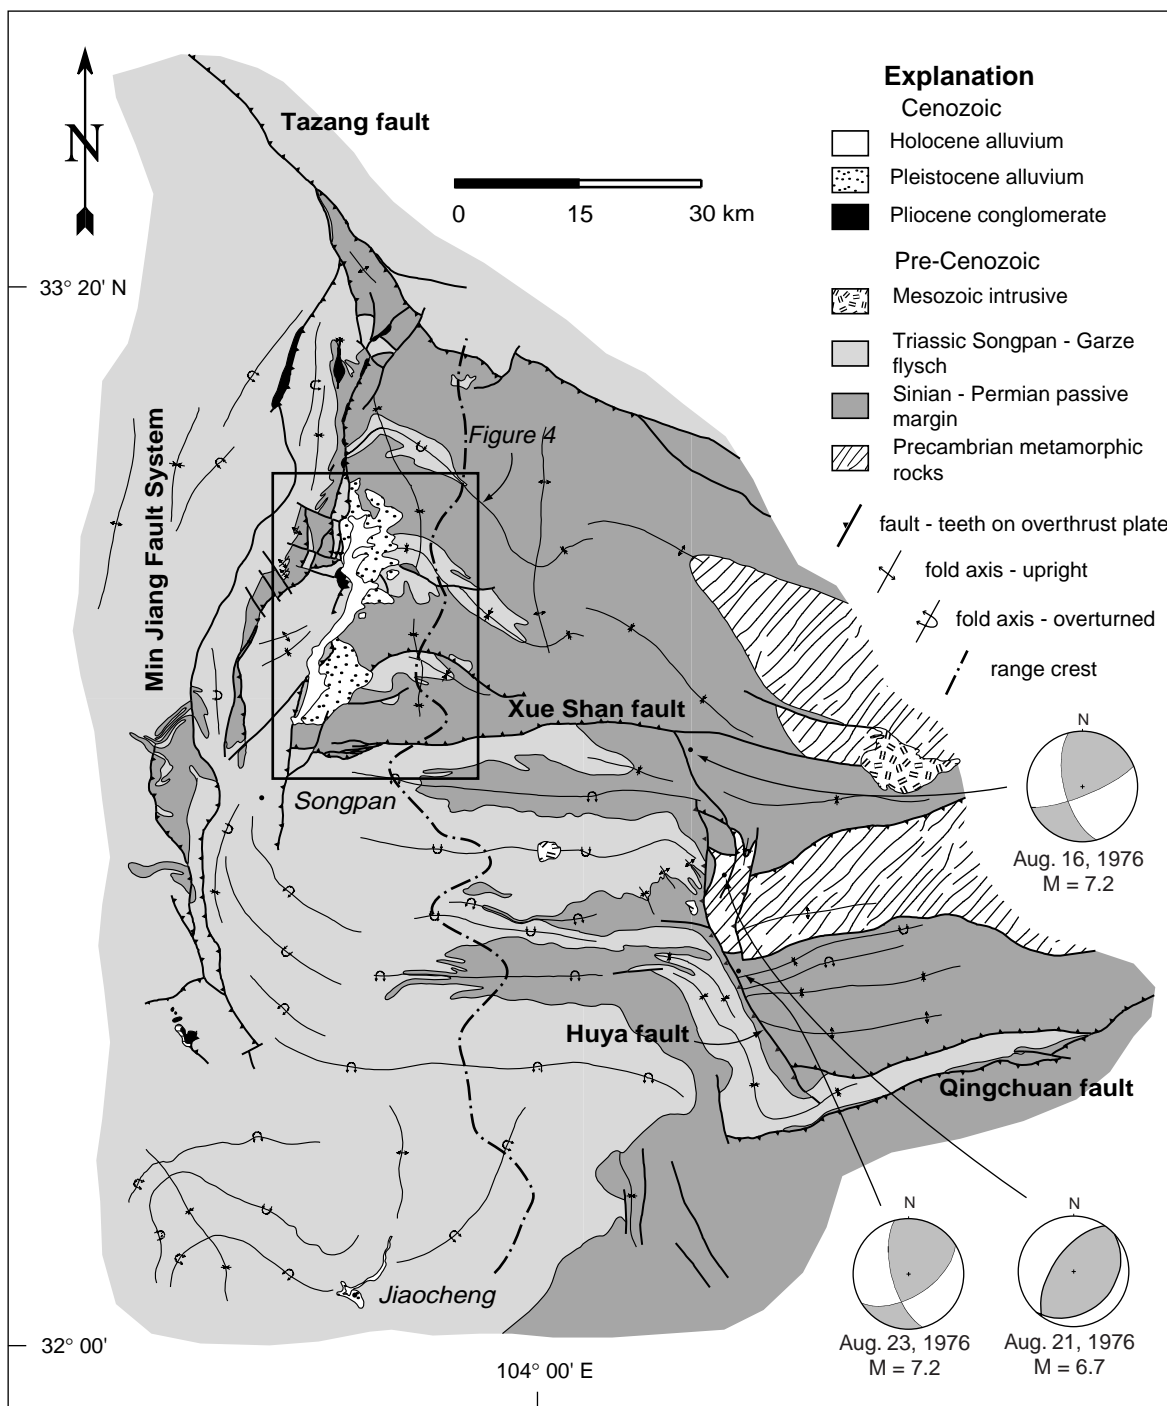 Explanation
Cenozoic
Holocene alluvium
Pleistocene alluvium
Pliocene conglomerate
Pre-Cenozoic
Mesozoic intrusive
Triassic Songpan - Garze
flysch
Sinian - Permian passive
margin
Precambrian metamorphic
rocks
fault - teeth on overthrust plate
fold axis - upright
fold axis - overturned
range crest
N
Tazang fault
0 15 30 km
33° 20' N
Figure 4
Min Jiang Fault System
Xue Shan fault
Songpan
N
Aug. 16, 1976
M = 7.2
Huya fault
Qingchuan fault
Jiaocheng
N
Aug. 23, 1976
M = 7.2
N
Aug. 21, 1976
M = 6.7
32° 00'
104° 00' E